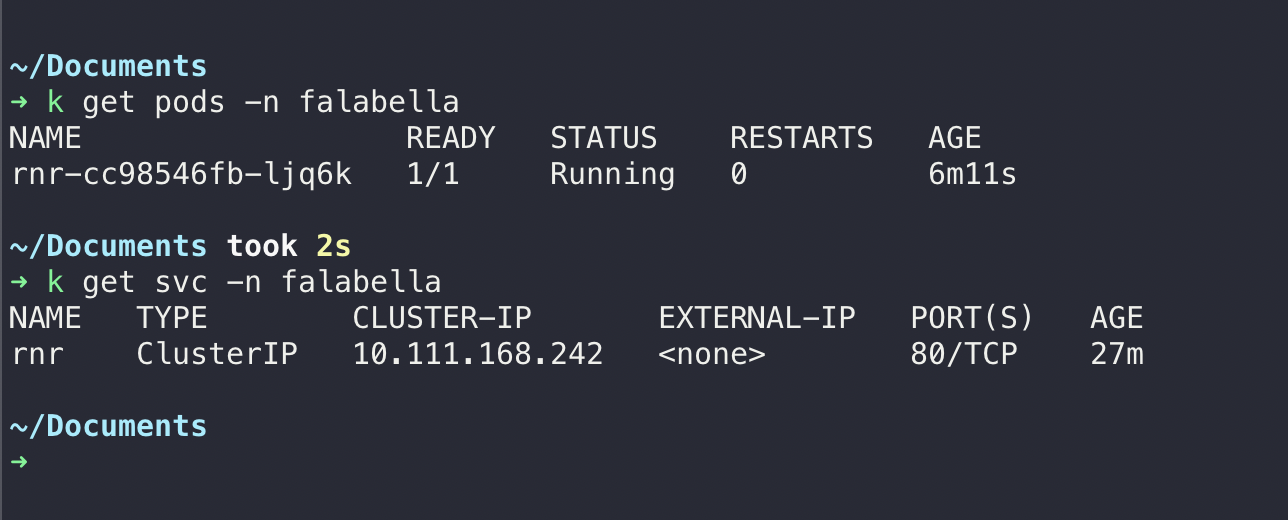 ~/Documents
➜ k get pods -n falabella
NAME                  READY   STATUS    RESTARTS   AGE
rnr-cc98546fb-ljq6k   1/1     Running   0          6m11s
~/Documents took 2s
➜ k get svc -n falabella
NAME   TYPE        CLUSTER-IP       EXTERNAL-IP   PORT(S)   AGE
rnr    ClusterIP   10.111.168.242   <none>        80/TCP    27m
~/Documents
➜